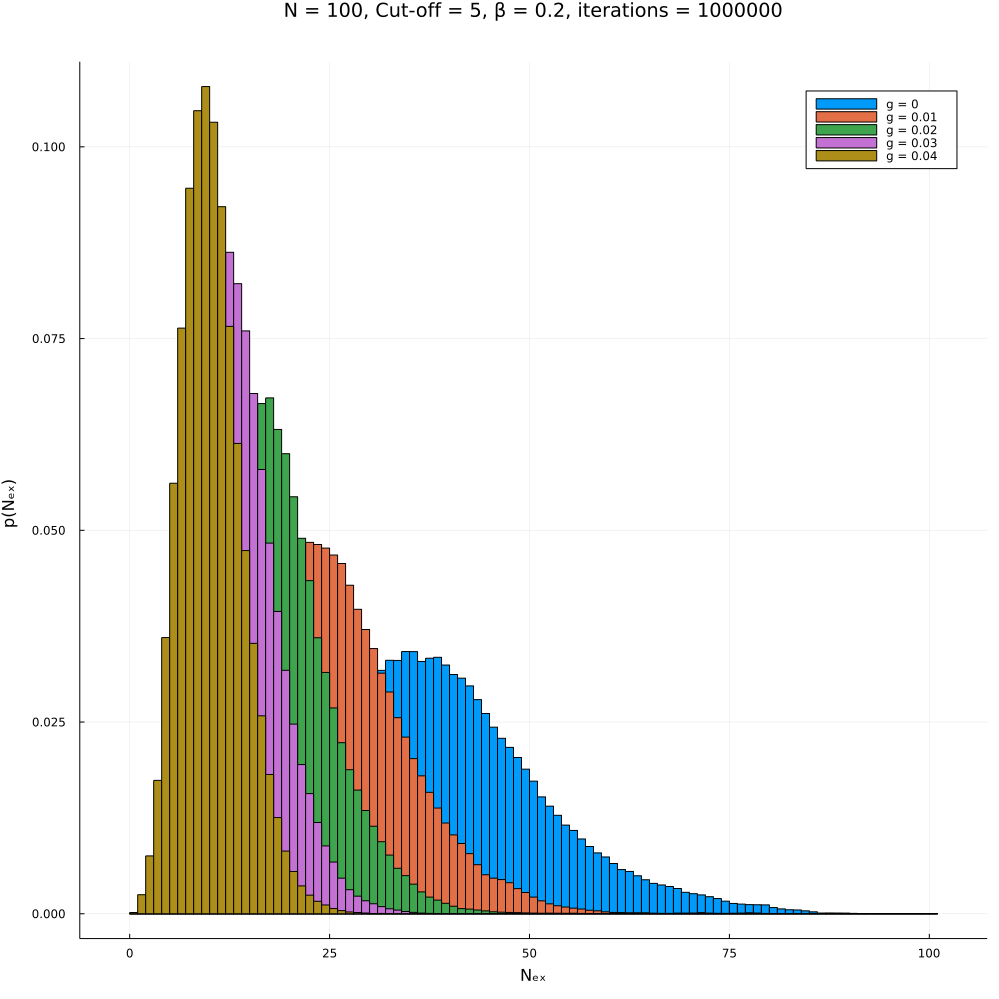 N = 100, Cut-off = 5, β = 0.2, iterations = 1000000
g = 0
g = 0.01
g = 0.02
g = 0.03
g = 0.04
0.100
0.075
0.050
0.025
0.000
p(Nₑₓ)
0 25 50 75 100
Nₑₓ